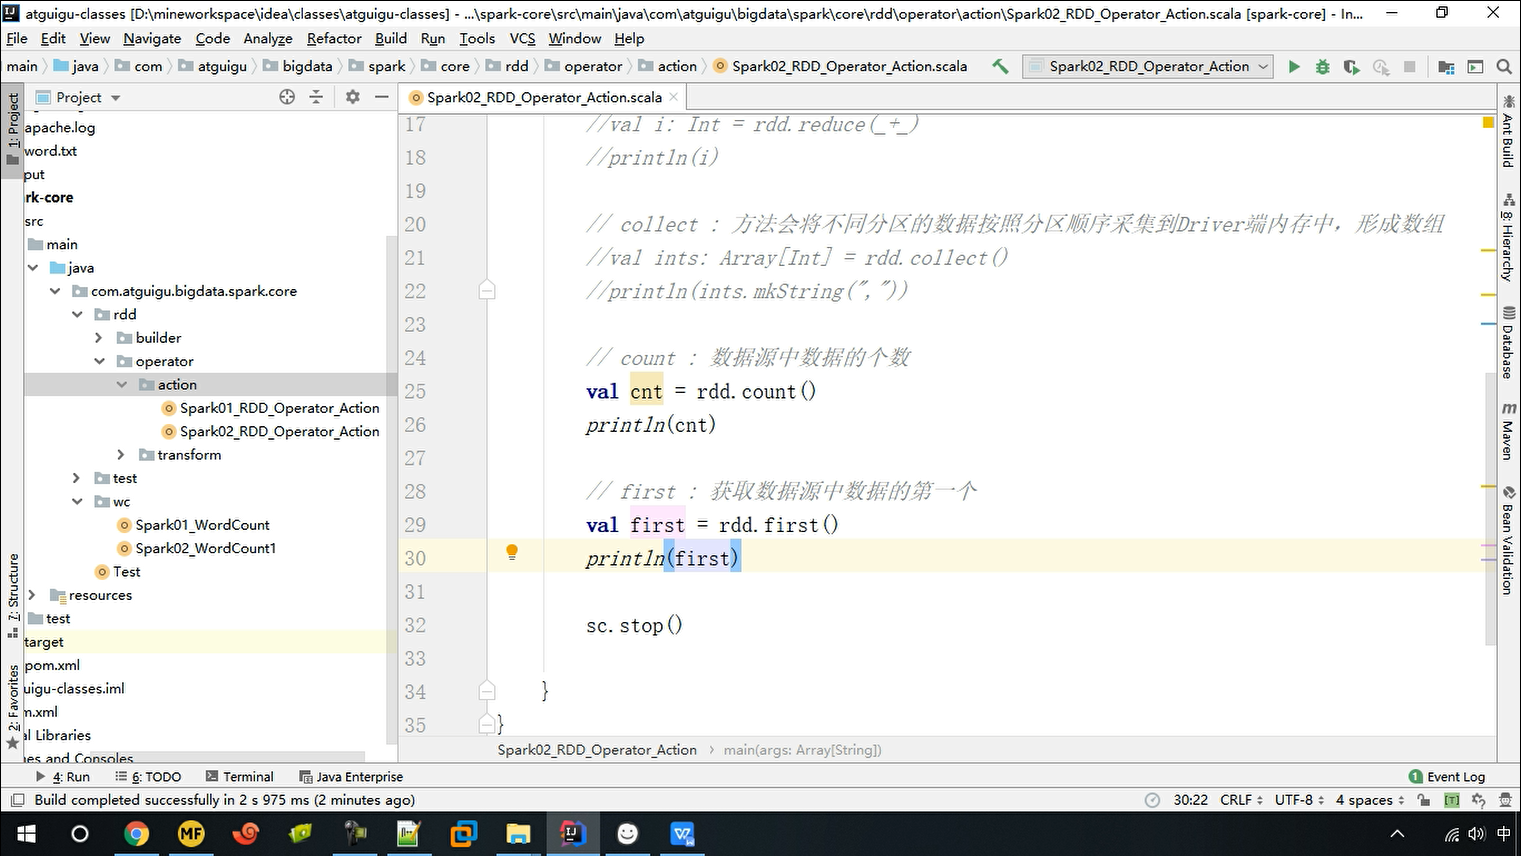 atguigu-classes [D:\mineworkspace\idea\classes\atguigu-classes] - ...\spark-core\src\main\java\com\atguigu\bigdata\spark\core\rdd\operator\action\Spark02_RDD_Operator_Action.scala [spark-core] - In...
File Edit View Navigate Code Analyze Refactor Build Run Tools VCS Window Help
main java com atguigu bigdata spark core rdd operator action Spark02_RDD_Operator_Action.scala Spark02_RDD_Operator_Action
Project
Spark02_RDD_Operator_Action.scala
1: Project
7: Structure
2: Favorites
apache.log
word.txt
put
rk-core
src
main
java
com.atguigu.bigdata.spark.core
rdd
builder
operator
action
Spark01_RDD_Operator_Action
Spark02_RDD_Operator_Action
transform
test
wc
Spark01_WordCount
Spark02_WordCount1
Test
resources
test
target
pom.xml
uigu-classes.iml
m.xml
al Libraries
nes and Consoles
17 //val i: Int = rdd.reduce(_+_)
18 //println(i)
19
20 // collect : 方法会将不同分区的数据按照分区顺序采集到Driver端内存中，形成数组
21 //val ints: Array[Int] = rdd.collect()
22 //println(ints.mkString(","))
23
24 // count : 数据源中数据的个数
25 val cnt = rdd.count()
26 println(cnt)
27
28 // first : 获取数据源中数据的第一个
29 val first = rdd.first()
30 println(first)
31
32 sc.stop()
33
34 }
35 }
Spark02_RDD_Operator_Action main(args: Array[String])
Ant Build
8: Hierarchy
Database
m Maven
Bean Validation
4: Run 6: TODO Terminal Java Enterprise 1 Event Log
Build completed successfully in 2 s 975 ms (2 minutes ago) 30:22 CRLF UTF-8 4 spaces [T]
MF IJ 中